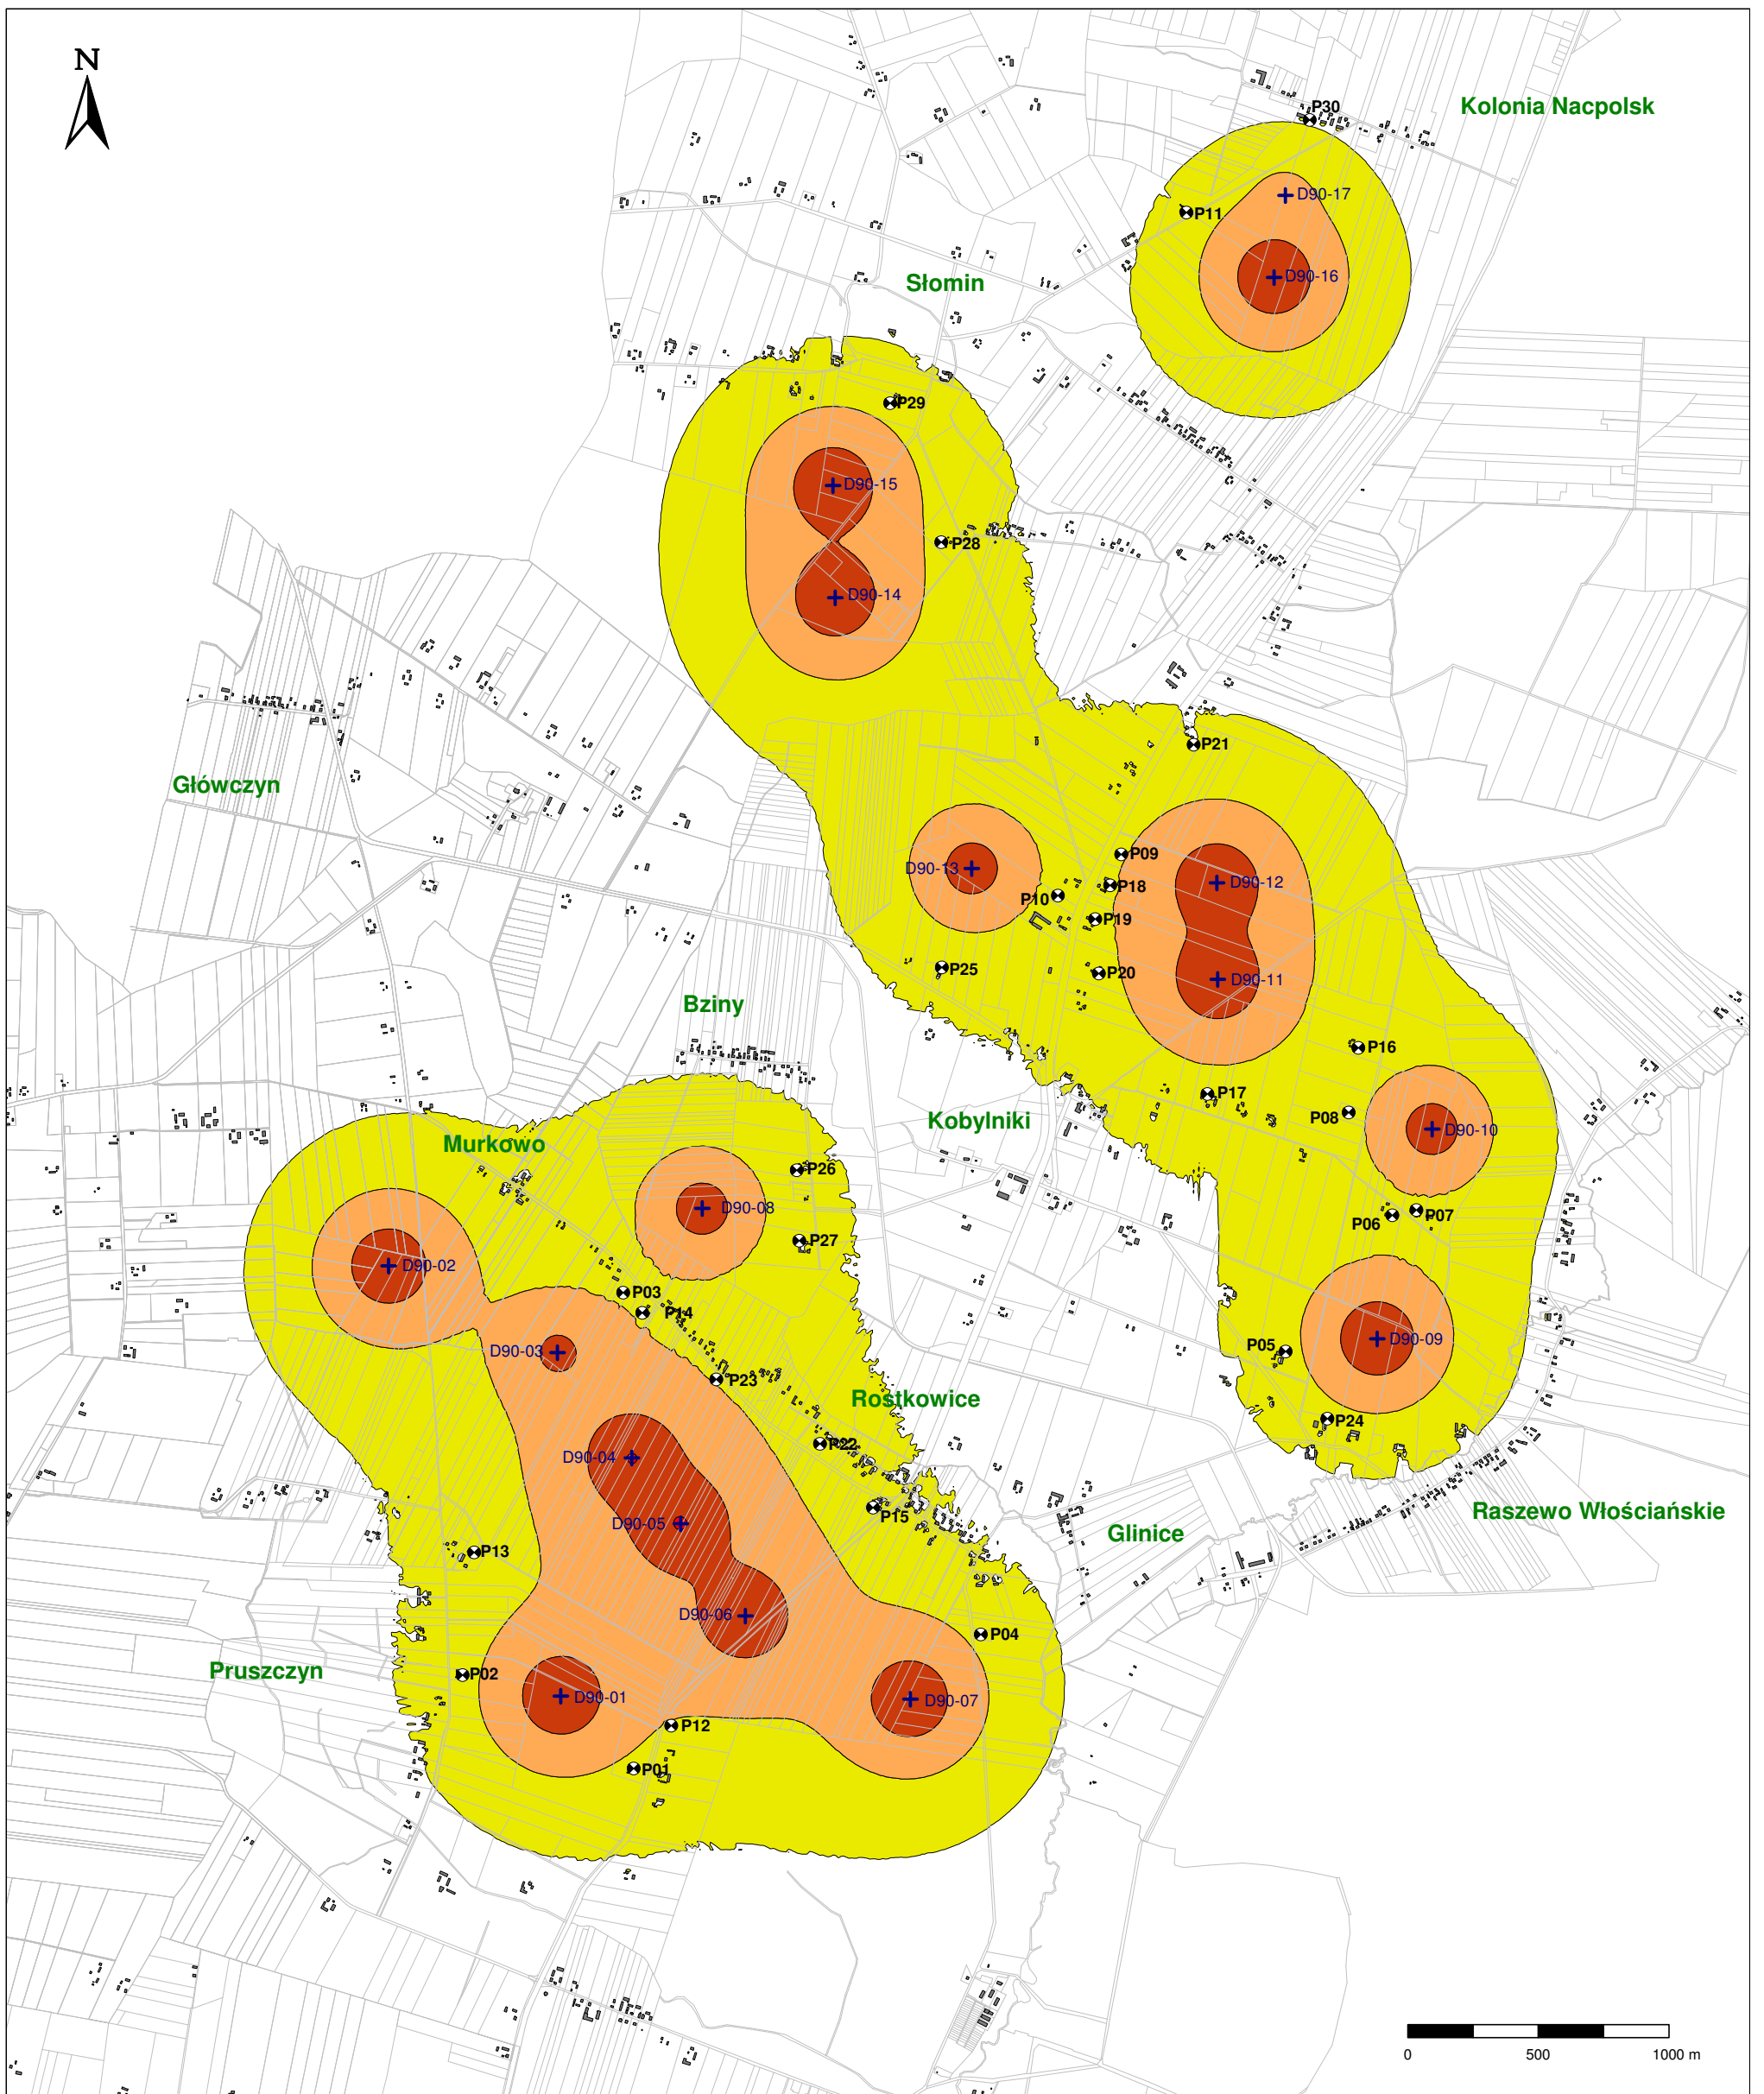 N
P30
Kolonia Nacpolsk
D90-17
P11
D90-16
Słomin
P29
D90-15
P28
D90-14
P21
Główczyn
P09
D90-13
D90-12
P18
P10
P19
P25
P20
D90-11
Bziny
P16
P17
P08
Kobylniki
D90-10
Murkowo
P26
D90-08
P06
P07
P27
D90-02
P03
P14
D90-03
P05
D90-09
P23
Rostkowice
P24
P22
D90-04
P15
D90-05
Raszewo Włościańskie
Glinice
P13
D90-06
P04
Pruszczyn
P02
D90-01
D90-07
P12
P01
0 500 1000 m